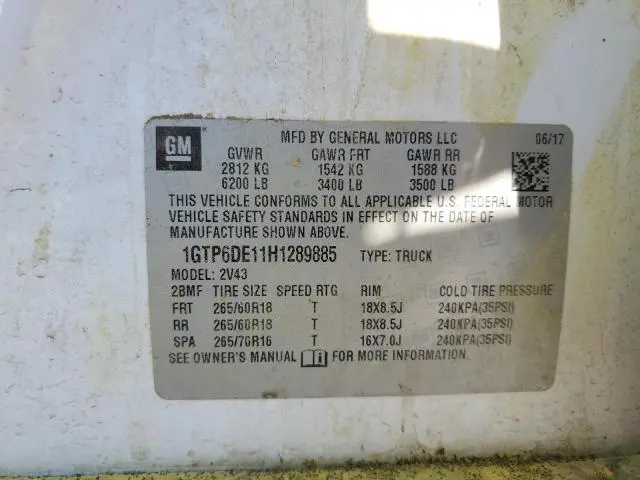 GM
MFD BY GENERAL MOTORS LLC 06/17
GVWR GAWR FRT GAWR RR
2812 KG 1542 KG 1588 KG
6200 LB 3400 LB 3500 LB
THIS VEHICLE CONFORMS TO ALL APPLICABLE U.S. FEDERAL MOTOR
VEHICLE SAFETY STANDARDS IN EFFECT ON THE DATE OF
MANUFACTURE SHOWN ABOVE.
1GTP6DE11H1289885 TYPE: TRUCK
MODEL: 2V43
2BMF TIRE SIZE SPEED RTG RIM COLD TIRE PRESSURE
FRT 265/60R18 T 18X8.5J 240KPA(35PSI)
RR 265/60R18 T 18X8.5J 240KPA(35PSI)
SPA 265/70R16 T 16X7.0J 240KPA(35PSI)
SEE OWNER'S MANUAL FOR MORE INFORMATION.